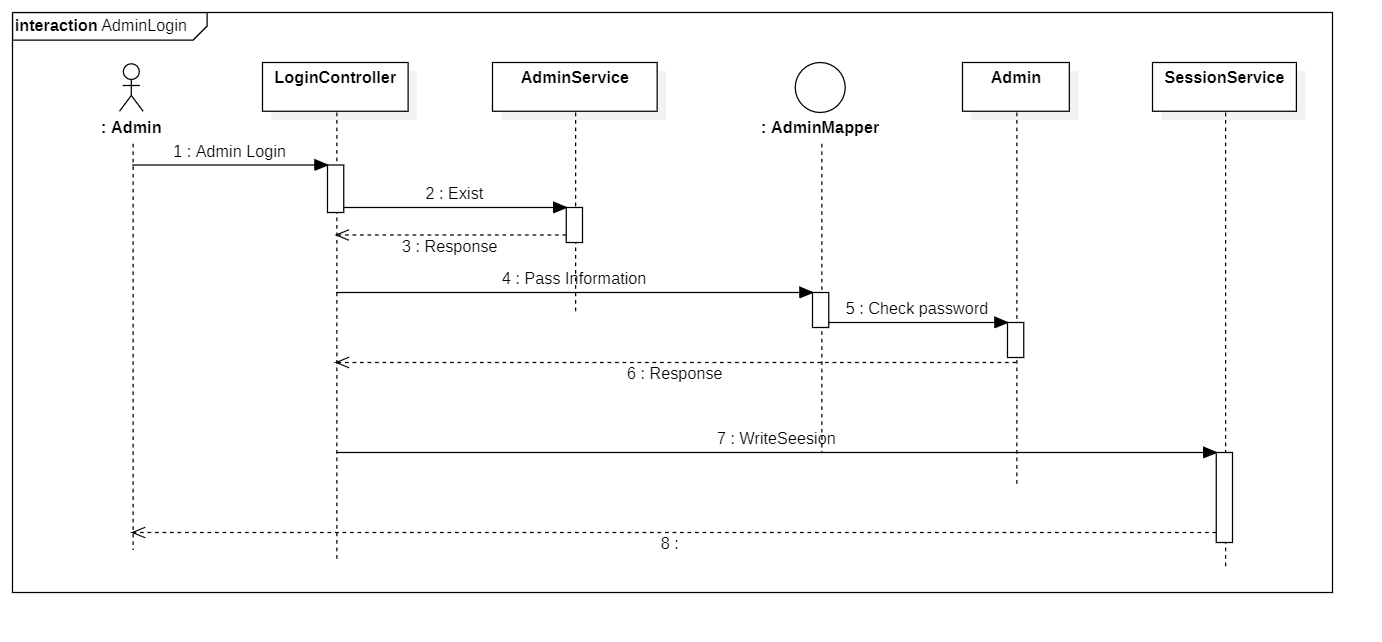 interaction AdminLogin
LoginController
AdminService
Admin
SessionService
: Admin
: AdminMapper
1 : Admin Login
2 : Exist
3 : Response
4 : Pass Information
5 : Check password
6 : Response
7 : WriteSeesion
8 :